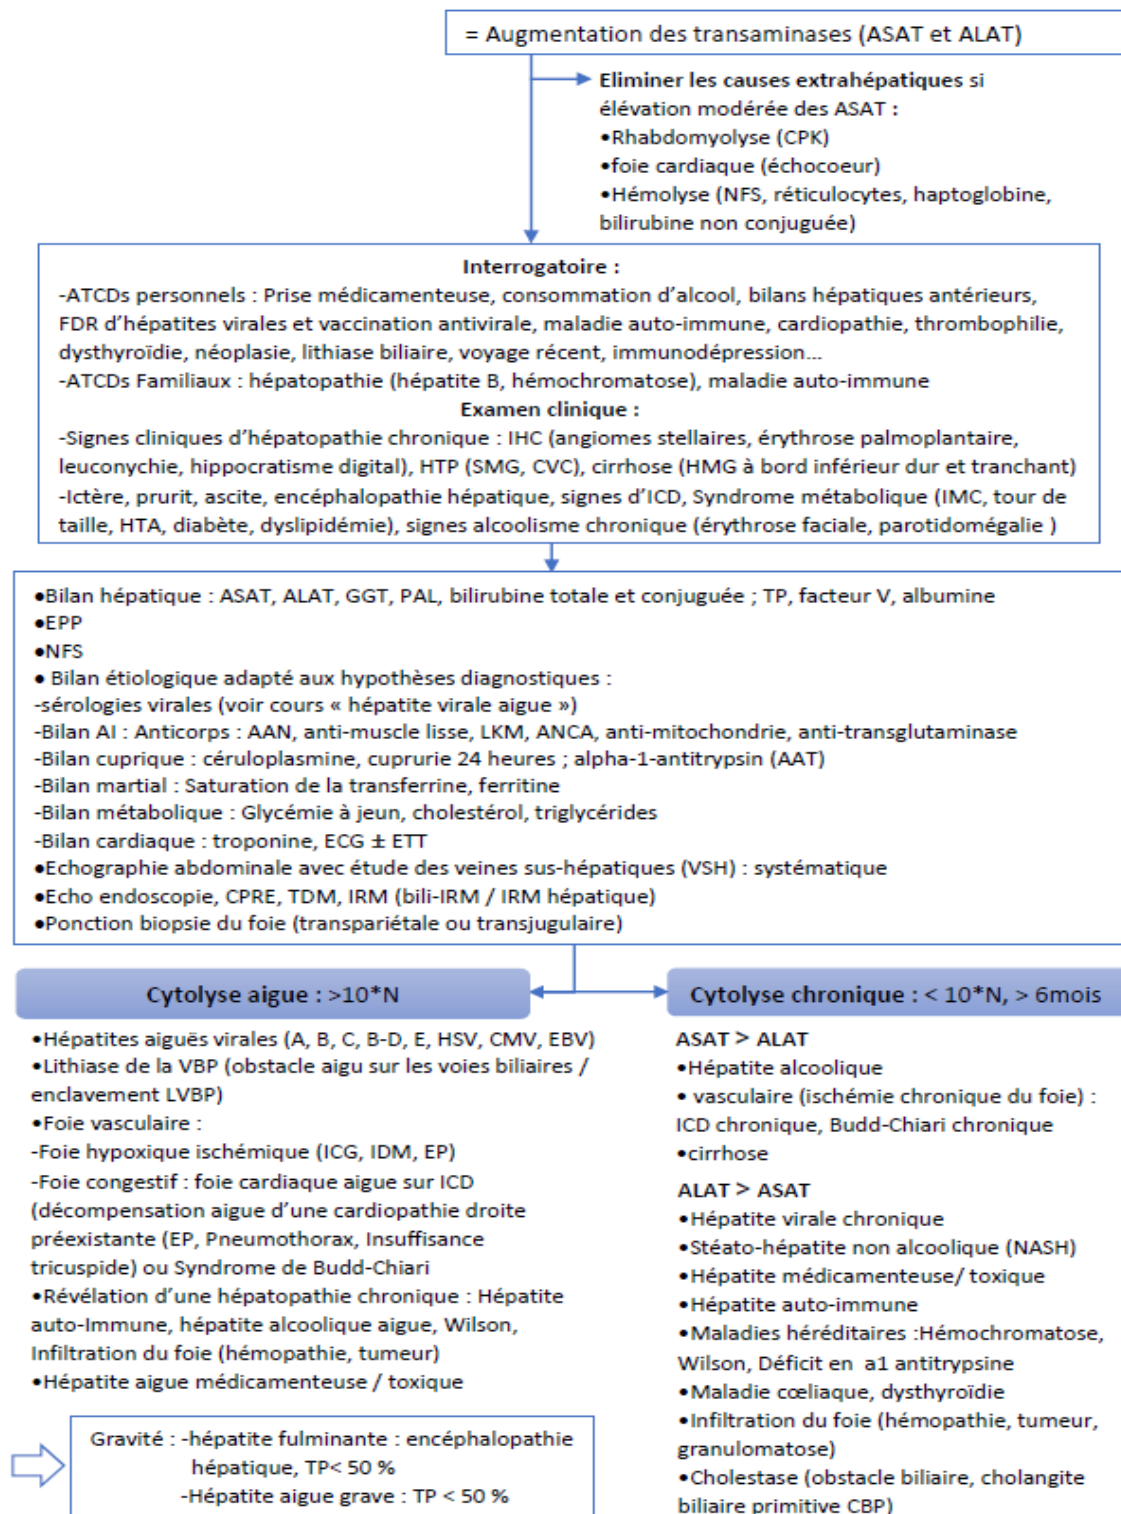 = Augmentation des transaminases (ASAT et ALAT)
Eliminer les causes extrahépatiques si
élévation modérée des ASAT :
•Rhabdomyolyse (CPK)
•foie cardiaque (échocoeur)
•Hémolyse (NFS, réticulocytes, haptoglobine,
bilirubine non conjuguée)
Interrogatoire :
-ATCDs personnels : Prise médicamenteuse, consommation d'alcool, bilans hépatiques antérieurs,
FDR d'hépatites virales et vaccination antivirale, maladie auto-immune, cardiopathie, thrombophilie,
dysthyroïdie, néoplasie, lithiase biliaire, voyage récent, immunodépression...
-ATCDs Familiaux : hépatopathie (hépatite B, hémochromatose), maladie auto-immune
Examen clinique :
-Signes cliniques d'hépatopathie chronique : IHC (angiomes stellaires, érythrose palmoplantaire,
leuconychie, hippocratisme digital), HTP (SMG, CVC), cirrhose (HMG à bord inférieur dur et tranchant)
-Ictère, prurit, ascite, encéphalopathie hépatique, signes d'ICD, Syndrome métabolique (IMC, tour de
taille, HTA, diabète, dyslipidémie), signes alcoolisme chronique (érythrose faciale, parotidomégalie )
•Bilan hépatique : ASAT, ALAT, GGT, PAL, bilirubine totale et conjuguée ; TP, facteur V, albumine
•EPP
•NFS
• Bilan étiologique adapté aux hypothèses diagnostiques :
-sérologies virales (voir cours « hépatite virale aigue »)
-Bilan AI : Anticorps : AAN, anti-muscle lisse, LKM, ANCA, anti-mitochondrie, anti-transglutaminase
-Bilan cuprique : céruloplasmine, cuprurie 24 heures ; alpha-1-antitrypsin (AAT)
-Bilan martial : Saturation de la transferrine, ferritine
-Bilan métabolique : Glycémie à jeun, cholestérol, triglycérides
-Bilan cardiaque : troponine, ECG ± ETT
•Echographie abdominale avec étude des veines sus-hépatiques (VSH) : systématique
•Echo endoscopie, CPRE, TDM, IRM (bili-IRM / IRM hépatique)
•Ponction biopsie du foie (transpariétale ou transjugulaire)
Cytolyse aigue : >10*N
•Hépatites aiguës virales (A, B, C, B-D, E, HSV, CMV, EBV)
•Lithiase de la VBP (obstacle aigu sur les voies biliaires /
enclavement LVBP)
•Foie vasculaire :
-Foie hypoxique ischémique (ICG, IDM, EP)
-Foie congestif : foie cardiaque aigue sur ICD
(décompensation aigue d'une cardiopathie droite
préexistante (EP, Pneumothorax, Insuffisance
tricuspide) ou Syndrome de Budd-Chiari
•Révélation d'une hépatopathie chronique : Hépatite
auto-Immune, hépatite alcoolique aigue, Wilson,
Infiltration du foie (hémopathie, tumeur)
•Hépatite aigue médicamenteuse / toxique
Gravité : -hépatite fulminante : encéphalopathie
hépatique, TP< 50 %
-Hépatite aigue grave : TP < 50 %
Cytolyse chronique : < 10*N, > 6mois
ASAT > ALAT
•Hépatite alcoolique
• vasculaire (ischémie chronique du foie) :
ICD chronique, Budd-Chiari chronique
•cirrhose
ALAT > ASAT
•Hépatite virale chronique
•Stéato-hépatite non alcoolique (NASH)
•Hépatite médicamenteuse/ toxique
•Hépatite auto-immune
•Maladies héréditaires :Hémochromatose,
Wilson, Déficit en a1 antitrypsine
•Maladie cœliaque, dysthyroïdie
•Infiltration du foie (hémopathie, tumeur,
granulomatose)
•Cholestase (obstacle biliaire, cholangite
biliaire primitive CBP)